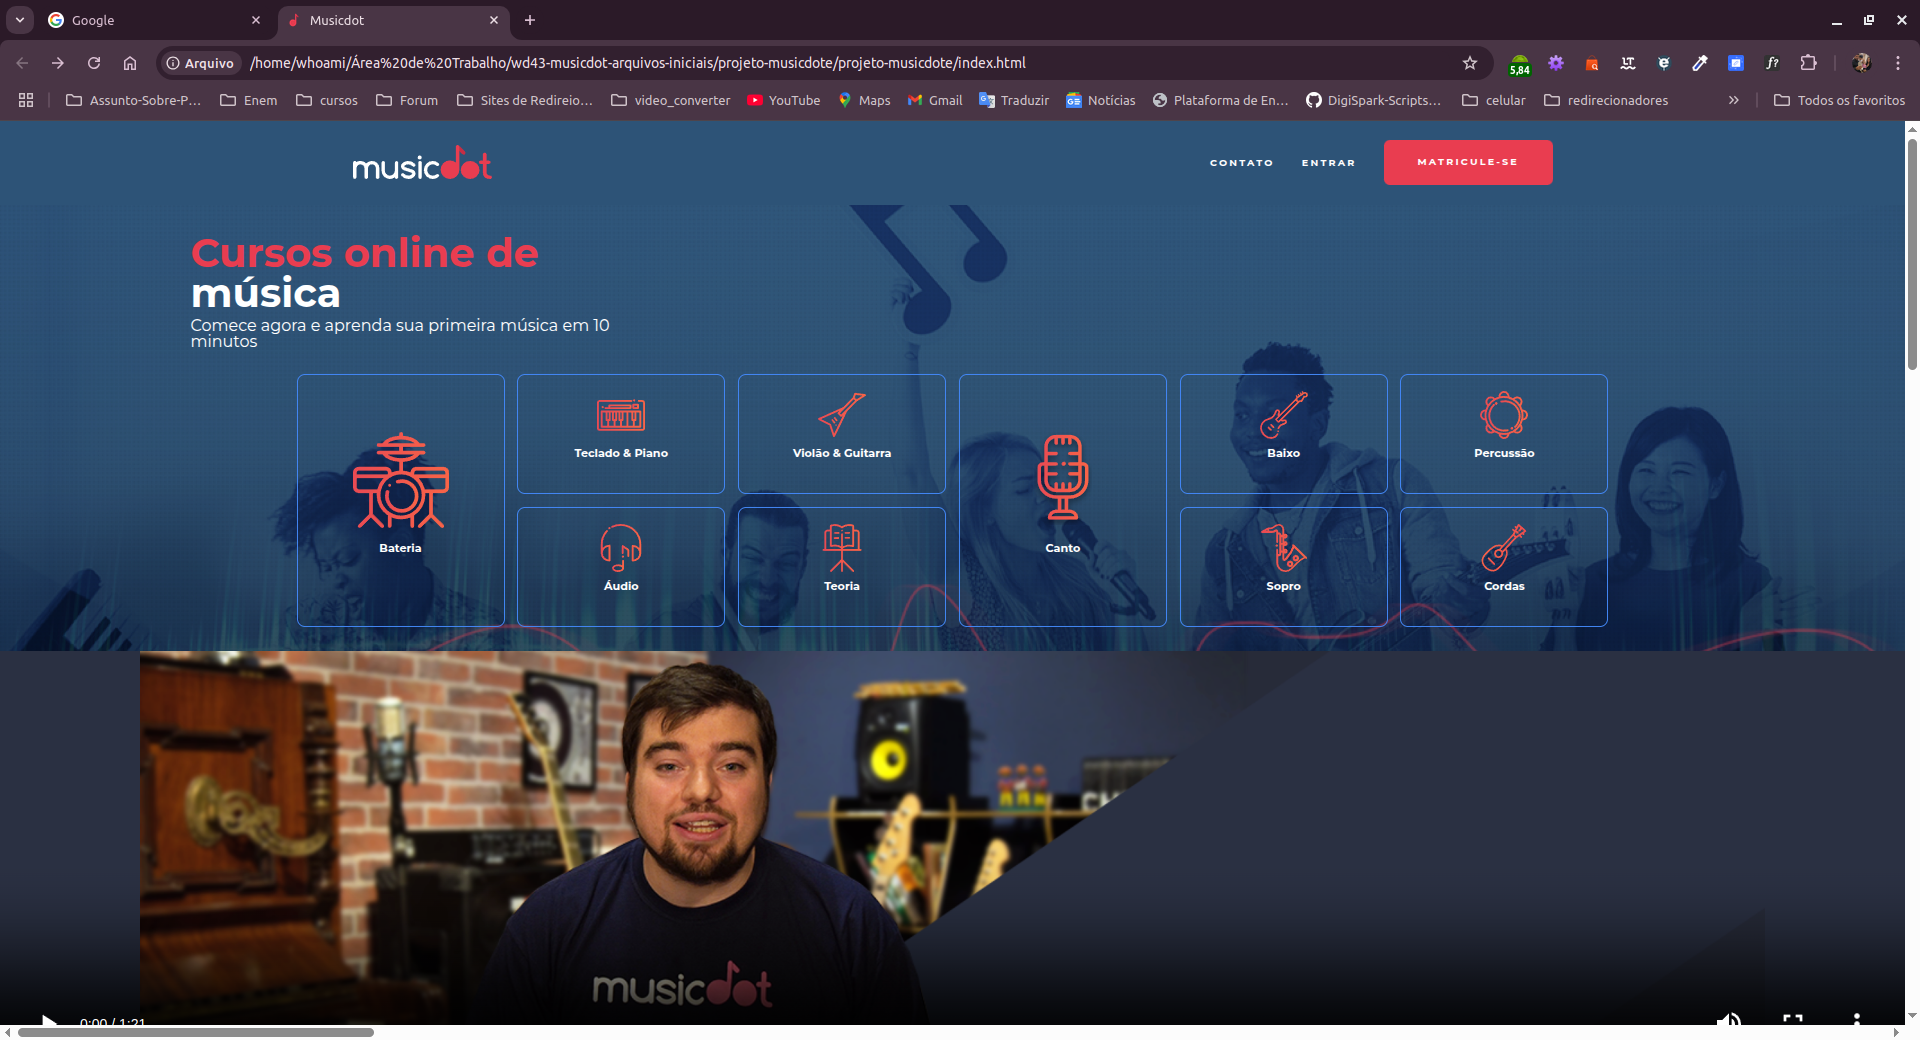 Google
Musicdot
Arquivo
/home/whoami/Área%20de%20Trabalho/wd43-musicdot-arquivos-iniciais/projeto-musicdote/projeto-musicdote/index.html
5,84
Assunto-Sobre-P...
Enem
cursos
Forum
Sites de Redireio...
video_converter
YouTube
Maps
Gmail
Traduzir
Notícias
Plataforma de En...
DigiSpark-Scripts...
celular
redirecionadores
Todos os favoritos
musicdot
CONTATO
ENTRAR
MATRICULE-SE
Cursos online de
música
Comece agora e aprenda sua primeira música em 10
minutos
Bateria
Teclado & Piano
Violão & Guitarra
Canto
Baixo
Percussão
Áudio
Teoria
Sopro
Cordas
musicdot
0:00 / 1:21